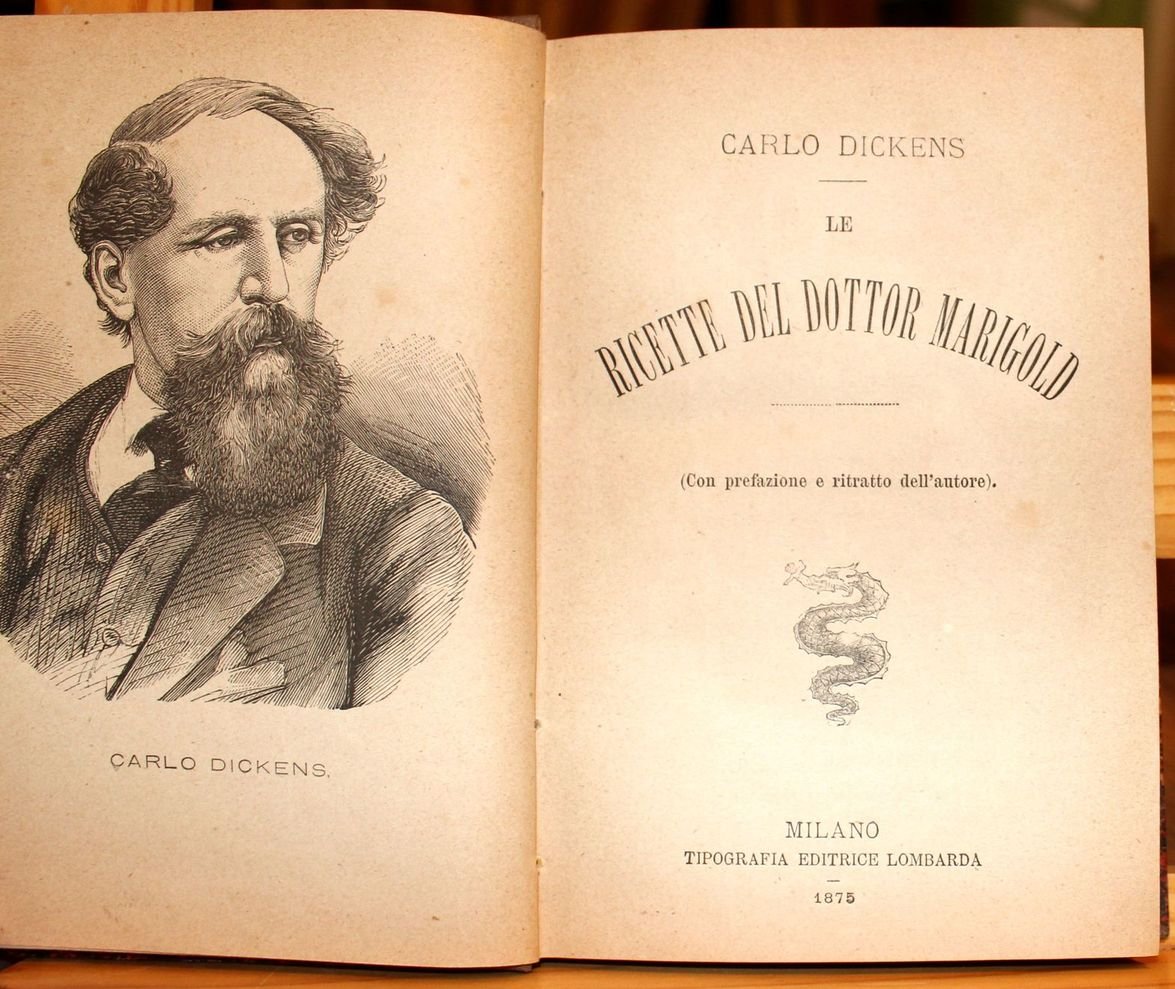 CARLO DICKENS.
CARLO DICKENS
LE
RICETTE DEL DOTTOR MARIGOLD
(Con prefazione e ritratto dell'autore).
MILANO
TIPOGRAFIA EDITRICE LOMBARDA
1875